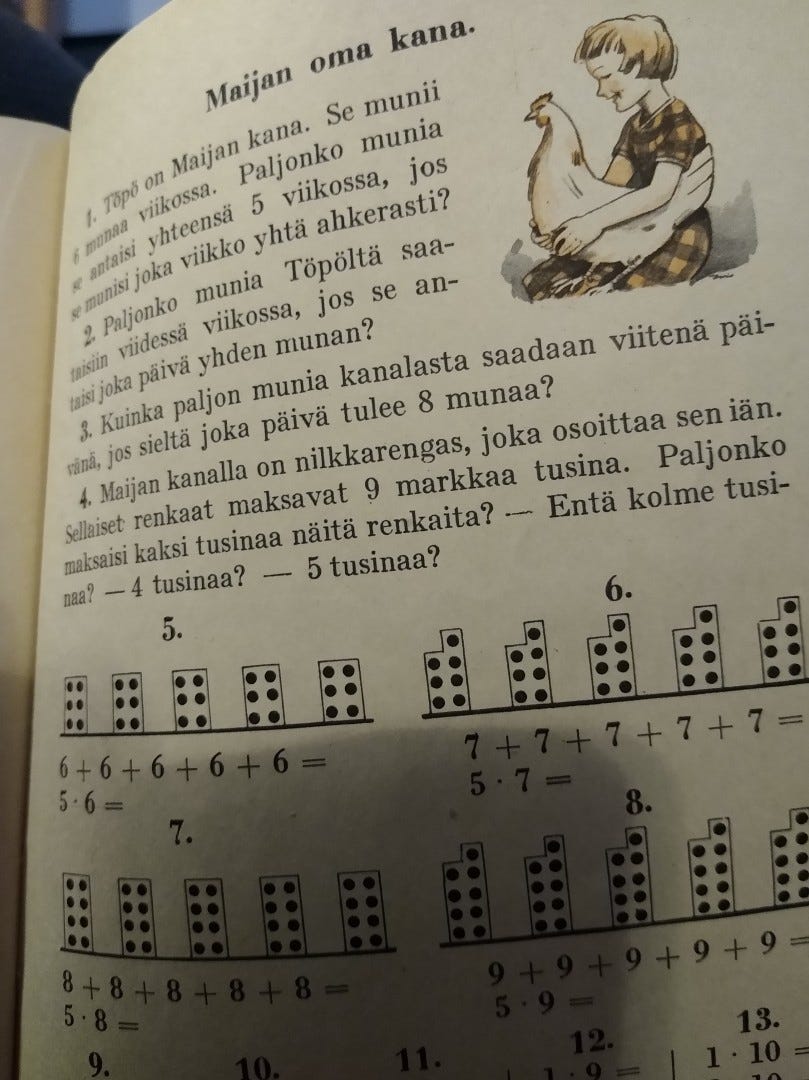 Maijan oma kana.
1. Töpö on Maijan kana. Se munii
6 munaa viikossa. Paljonko munia
se antaisi yhteensä 5 viikossa, jos
se munisi joka viikko yhtä ahkerasti?
2. Paljonko munia Töpöltä saa-
taisiin viidessä viikossa, jos se an-
taisi joka päivä yhden munan?
3. Kuinka paljon munia kanalasta saadaan viitenä päi-
vänä, jos sieltä joka päivä tulee 8 munaa?
4. Maijan kanalla on nilkkarengas, joka osoittaa sen iän.
Sellaiset renkaat maksavat 9 markkaa tusina. Paljonko
maksaisi kaksi tusinaa näitä renkaita? — Entä kolme tusi-
naa? — 4 tusinaa? — 5 tusinaa?
5.
6 + 6 + 6 + 6 + 6 =
5 · 6 =
6.
7 + 7 + 7 + 7 + 7 =
5 · 7 =
7.
8 + 8 + 8 + 8 + 8 =
5 · 8 =
8.
9 + 9 + 9 + 9 + 9 =
5 · 9 =
9.
10.
11.
12.
1 · 9 =
13.
1 · 10 =